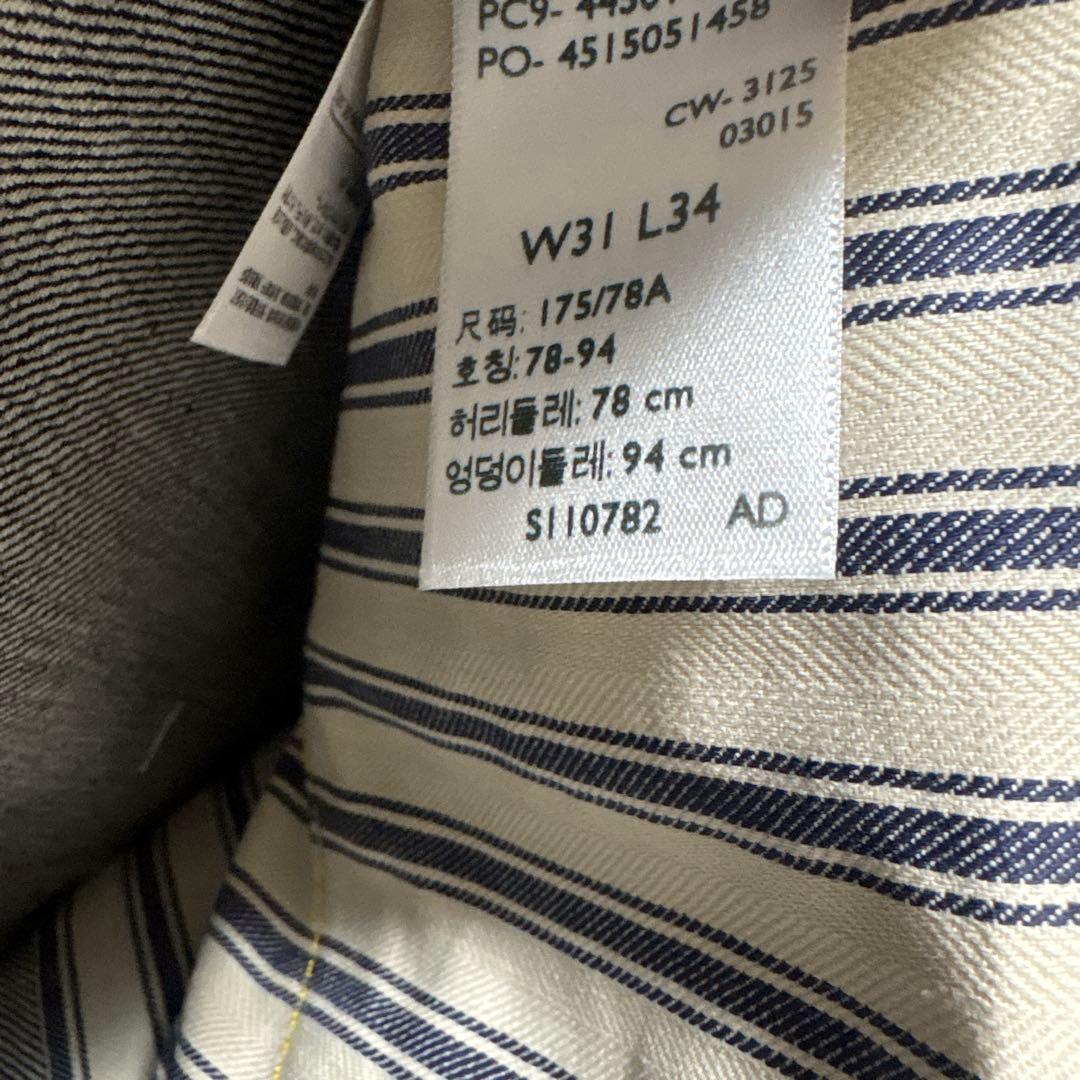 PO- 4515051458
CW- 3125
03015
W31 L34
尺码: 175/78A
호칭: 78-94
허리둘레: 78 cm
엉덩이둘레: 94 cm
S110782 AD